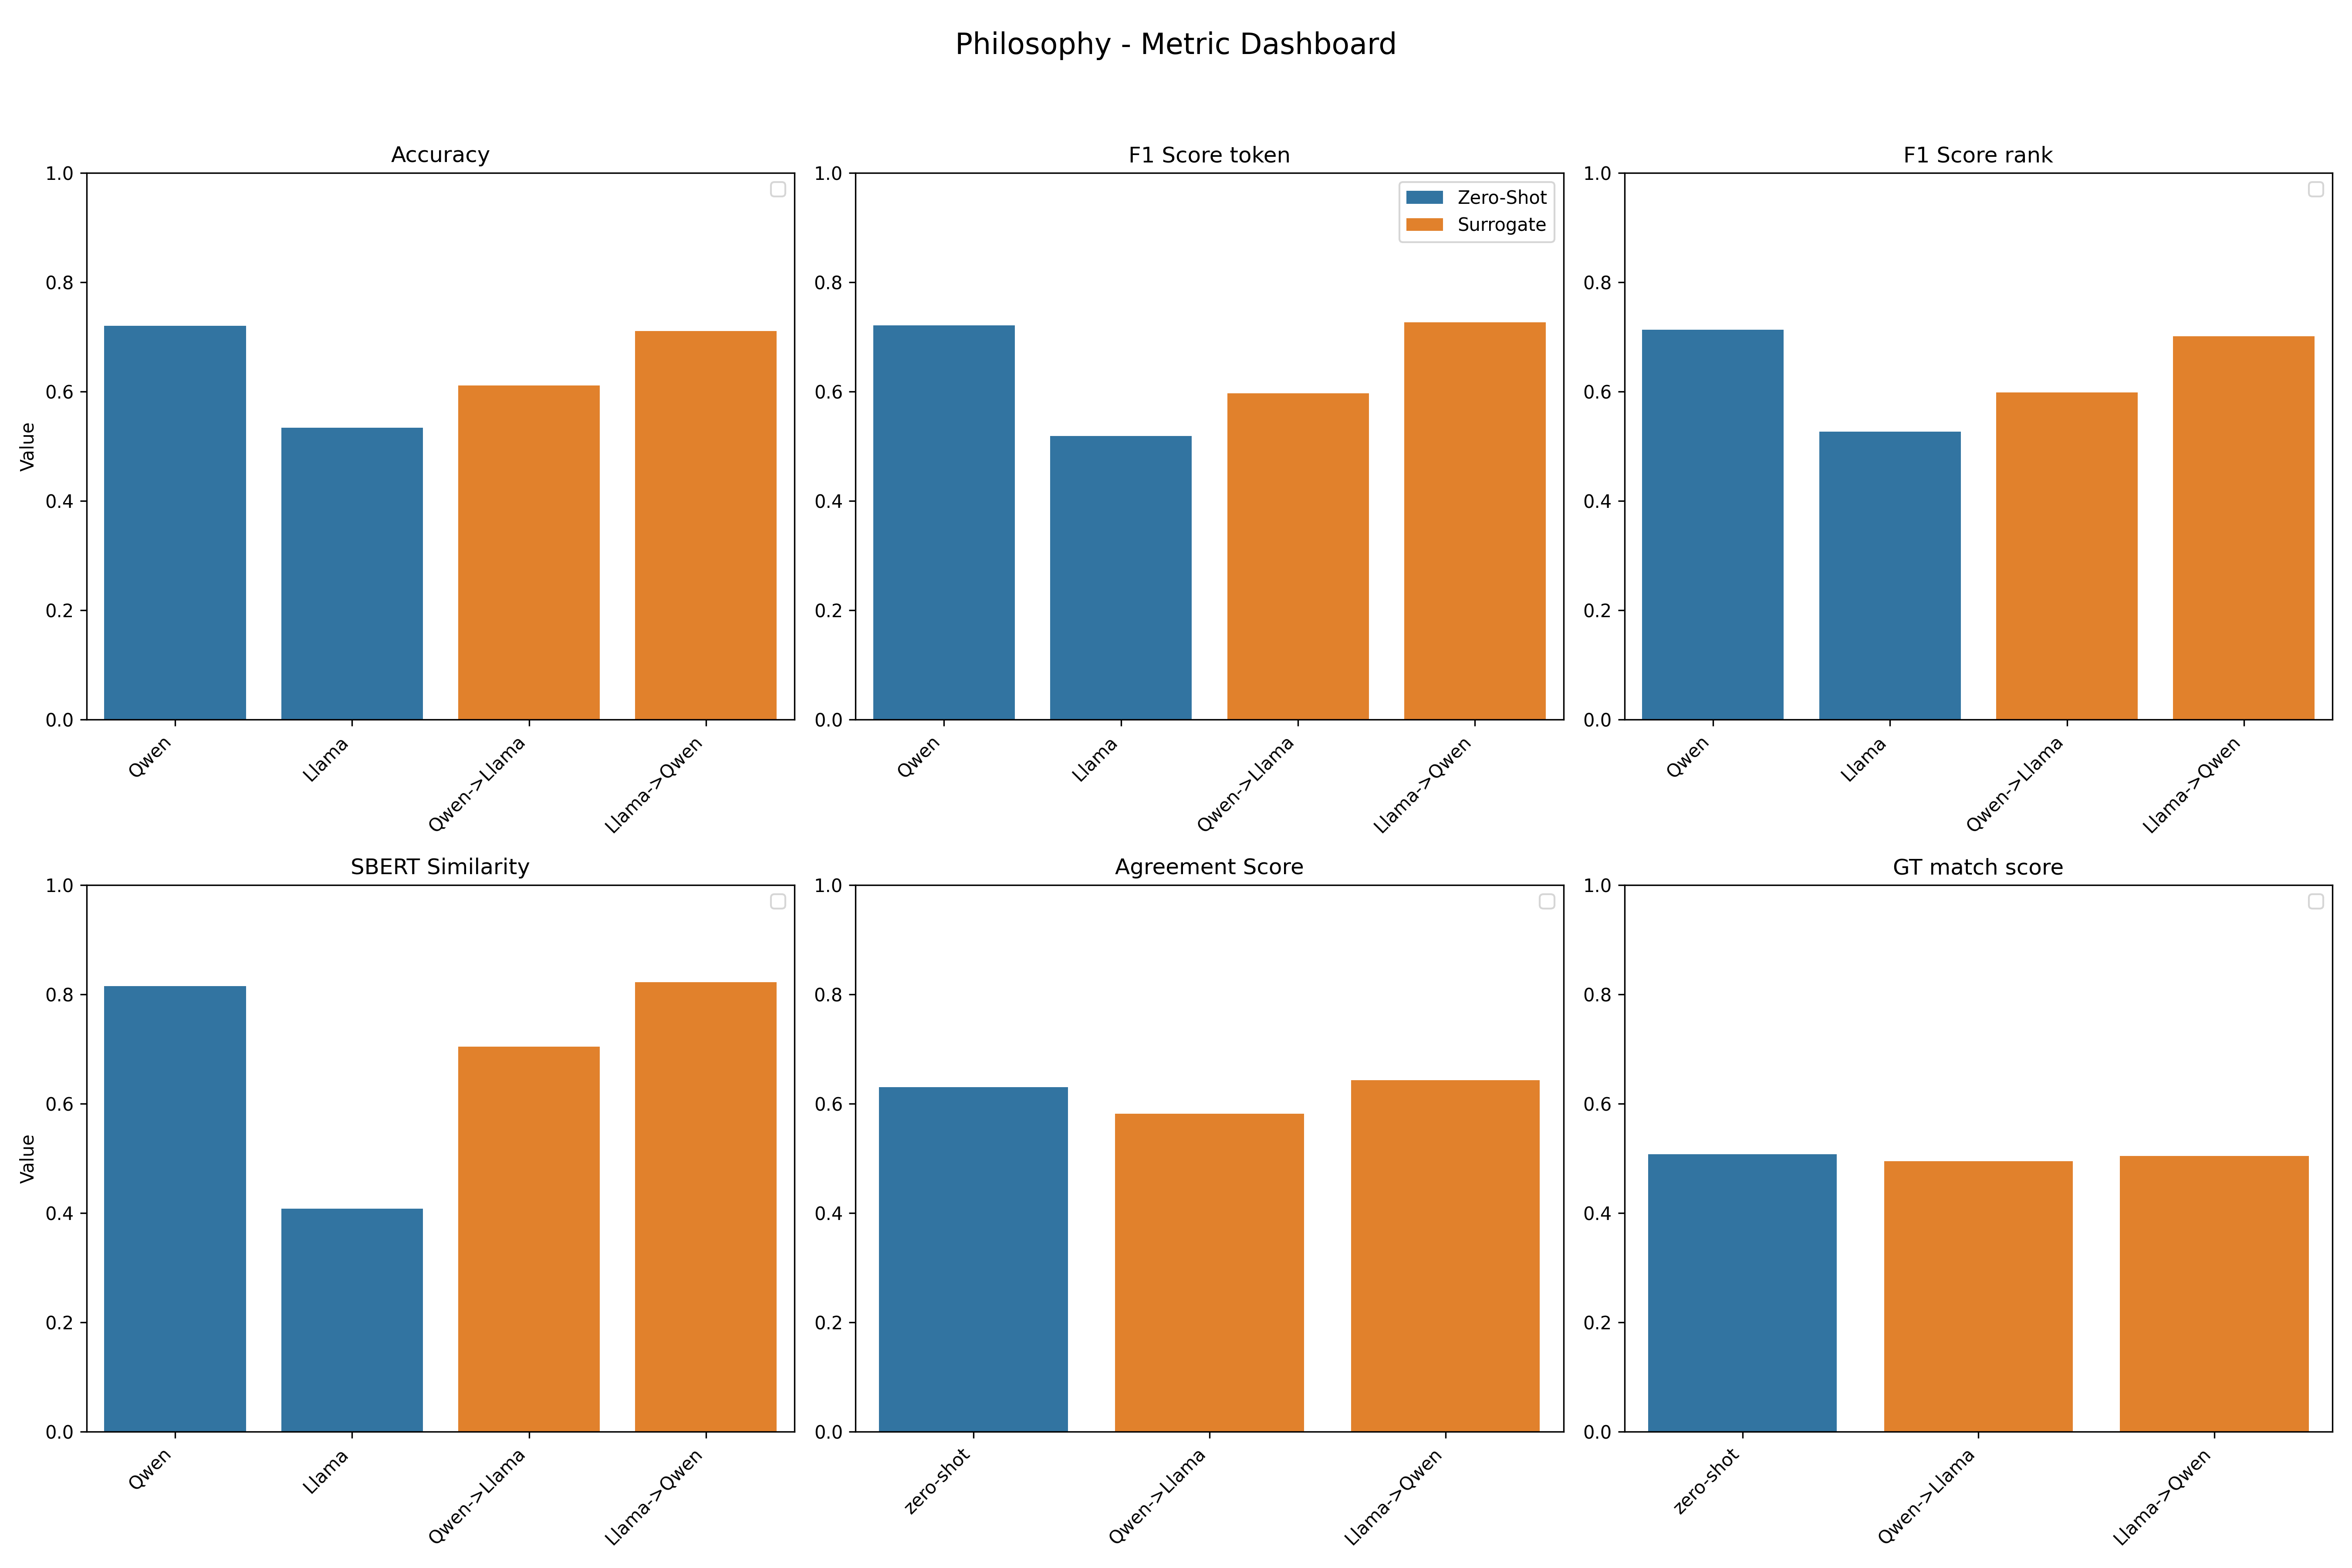 Philosophy - Metric Dashboard
Accuracy
1.0
0.8
0.6
0.4
0.2
0.0
Value
Qwen
Llama
Qwen->Llama
Llama->Qwen
F1 Score token
1.0
0.8
0.6
0.4
0.2
0.0
Zero-Shot
Surrogate
Qwen
Llama
Qwen->Llama
Llama->Qwen
F1 Score rank
1.0
0.8
0.6
0.4
0.2
0.0
Qwen
Llama
Qwen->Llama
Llama->Qwen
SBERT Similarity
1.0
0.8
0.6
0.4
0.2
0.0
Value
Qwen
Llama
Qwen->Llama
Llama->Qwen
Agreement Score
1.0
0.8
0.6
0.4
0.2
0.0
zero-shot
Qwen->Llama
Llama->Qwen
GT match score
1.0
0.8
0.6
0.4
0.2
0.0
zero-shot
Qwen->Llama
Llama->Qwen